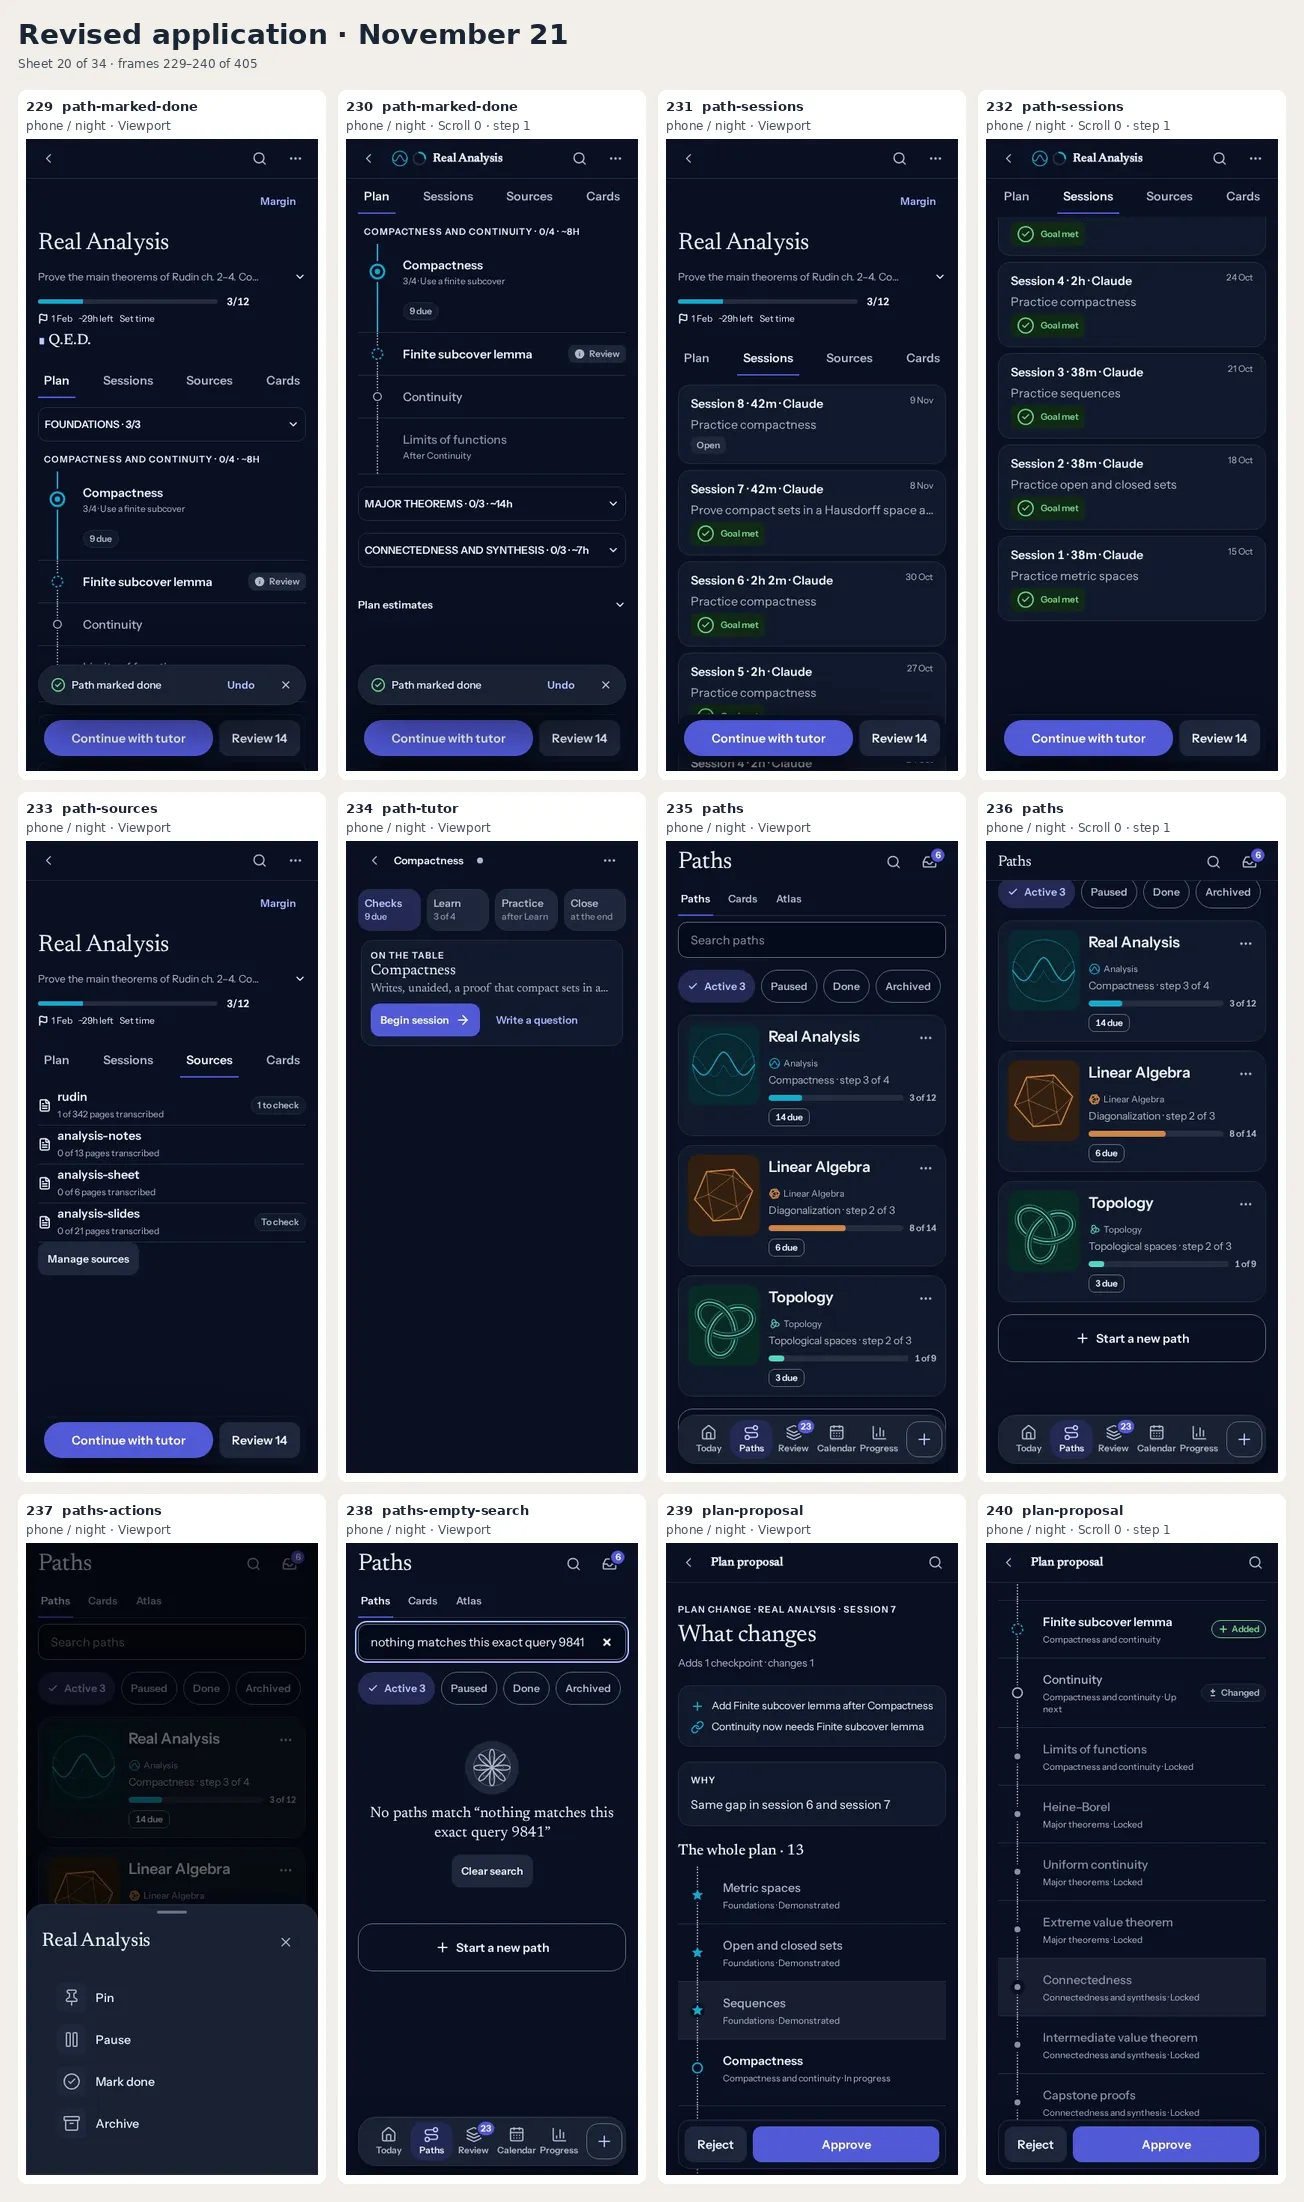 Revised application · November 21
Sheet 20 of 34 · frames 229–240 of 405
229 path-marked-done
phone / night · Viewport
Margin
Real Analysis
Prove the main theorems of Rudin ch. 2–4. Co...
3/12
1 Feb ~29h left Set time
Q.E.D.
Plan Sessions Sources Cards
FOUNDATIONS · 3/3
COMPACTNESS AND CONTINUITY · 0/4 · ~8H
Compactness
3/4 · Use a finite subcover
9 due
Finite subcover lemma
Review
Continuity
Path marked done Undo
Continue with tutor Review 14
230 path-marked-done
phone / night · Scroll 0 · step 1
Real Analysis
Plan Sessions Sources Cards
COMPACTNESS AND CONTINUITY · 0/4 · ~8H
Compactness
3/4 · Use a finite subcover
9 due
Finite subcover lemma
Review
Continuity
Limits of functions
After Continuity
MAJOR THEOREMS · 0/3 · ~14h
CONNECTEDNESS AND SYNTHESIS · 0/3 · ~7h
Plan estimates
Path marked done Undo
Continue with tutor Review 14
231 path-sessions
phone / night · Viewport
Margin
Real Analysis
Prove the main theorems of Rudin ch. 2–4. Co...
3/12
1 Feb ~29h left Set time
Plan Sessions Sources Cards
Session 8 · 42m · Claude 9 Nov
Practice compactness
Open
Session 7 · 42m · Claude 8 Nov
Prove compact sets in a Hausdorff space a...
Goal met
Session 6 · 2h 2m · Claude 30 Oct
Practice compactness
Goal met
Session 5 · 2h · Claude 27 Oct
Practice compactness
Continue with tutor Review 14
Session 4 · 2h · Claude
232 path-sessions
phone / night · Scroll 0 · step 1
Real Analysis
Plan Sessions Sources Cards
Goal met
Session 4 · 2h · Claude 24 Oct
Practice compactness
Goal met
Session 3 · 38m · Claude 21 Oct
Practice sequences
Goal met
Session 2 · 38m · Claude 18 Oct
Practice open and closed sets
Goal met
Session 1 · 38m · Claude 15 Oct
Practice metric spaces
Goal met
Continue with tutor Review 14
233 path-sources
phone / night · Viewport
Margin
Real Analysis
Prove the main theorems of Rudin ch. 2–4. Co...
3/12
1 Feb ~29h left Set time
Plan Sessions Sources Cards
rudin
1 of 342 pages transcribed
1 to check
analysis-notes
0 of 13 pages transcribed
analysis-sheet
0 of 6 pages transcribed
analysis-slides
0 of 21 pages transcribed
To check
Manage sources
Continue with tutor Review 14
234 path-tutor
phone / night · Viewport
Compactness
Checks Learn Practice Close
9 due 3 of 4 after Learn at the end
ON THE TABLE
Compactness
Writes, unaided, a proof that compact sets in a...
Begin session Write a question
235 paths
phone / night · Viewport
Paths
6
Paths Cards Atlas
Search paths
Active 3 Paused Done Archived
Real Analysis
Analysis
Compactness · step 3 of 4
3 of 12
14 due
Linear Algebra
Linear Algebra
Diagonalization · step 2 of 3
8 of 14
6 due
Topology
Topology
Topological spaces · step 2 of 3
1 of 9
3 due
23
Today Paths Review Calendar Progress
236 paths
phone / night · Scroll 0 · step 1
Paths
6
Active 3 Paused Done Archived
Real Analysis
Analysis
Compactness · step 3 of 4
3 of 12
14 due
Linear Algebra
Linear Algebra
Diagonalization · step 2 of 3
8 of 14
6 due
Topology
Topology
Topological spaces · step 2 of 3
1 of 9
3 due
Start a new path
23
Today Paths Review Calendar Progress
237 paths-actions
phone / night · Viewport
Paths
6
Paths Cards Atlas
Search paths
Active 3 Paused Done Archived
Real Analysis
Analysis
Compactness · step 3 of 4
3 of 12
14 due
Linear Algebra
Linear Algebra
Real Analysis
Pin
Pause
Mark done
Archive
238 paths-empty-search
phone / night · Viewport
Paths
6
Paths Cards Atlas
nothing matches this exact query 9841
Active 3 Paused Done Archived
No paths match “nothing matches this
exact query 9841”
Clear search
Start a new path
23
Today Paths Review Calendar Progress
239 plan-proposal
phone / night · Viewport
Plan proposal
PLAN CHANGE · REAL ANALYSIS · SESSION 7
What changes
Adds 1 checkpoint · changes 1
Add Finite subcover lemma after Compactness
Continuity now needs Finite subcover lemma
WHY
Same gap in session 6 and session 7
The whole plan · 13
Metric spaces
Foundations · Demonstrated
Open and closed sets
Foundations · Demonstrated
Sequences
Foundations · Demonstrated
Compactness
Compactness and continuity · In progress
Reject Approve
240 plan-proposal
phone / night · Scroll 0 · step 1
Plan proposal
Finite subcover lemma
Compactness and continuity
Added
Continuity
Compactness and continuity · Up
next
Changed
Limits of functions
Compactness and continuity · Locked
Heine–Borel
Major theorems · Locked
Uniform continuity
Major theorems · Locked
Extreme value theorem
Major theorems · Locked
Connectedness
Connectedness and synthesis · Locked
Intermediate value theorem
Connectedness and synthesis · Locked
Capstone proofs
Connectedness and synthesis · Locked
Reject Approve